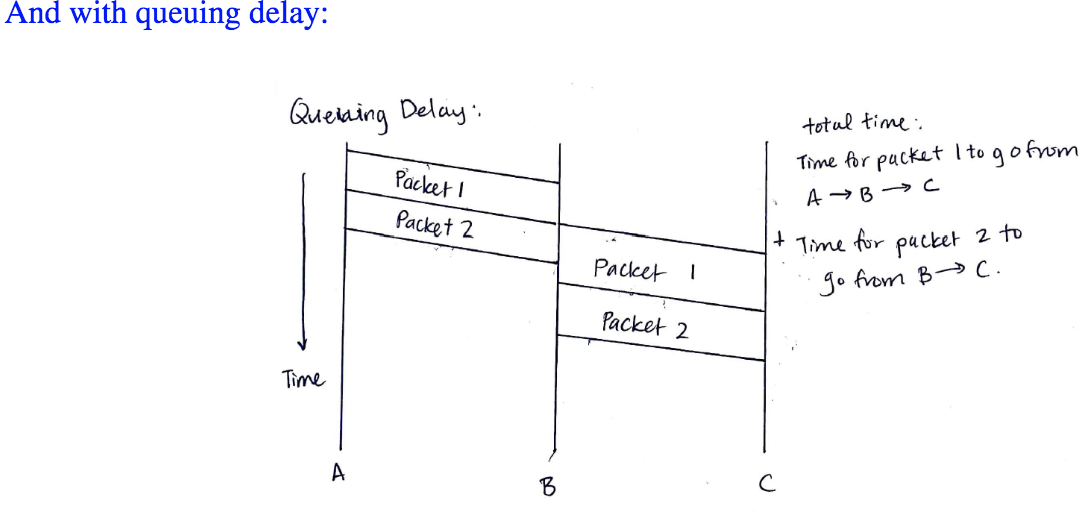 And with queuing delay:
Queuing Delay:
total time:
Time for packet 1 to go from
A → B → C
+ Time for packet 2 to
go from B → C.
Packet 1
Packet 2
Packet 1
Packet 2
Time
A
B
C